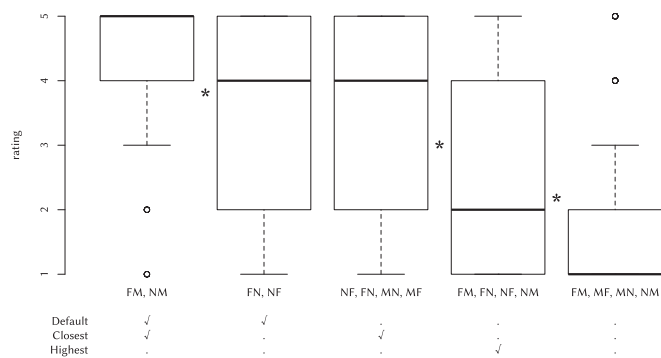 5
4
3
2
1
rating
*
*
*
FM, NM FN, NF NF, FN, MN, MF FM, FN, NF, NM FM, MF, MN, NM
Default √ √ . . .
Closest √ . √ . .
Highest . . . √ .